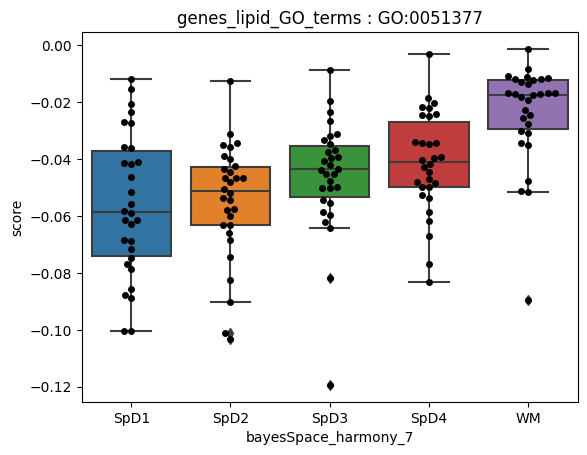 genes_lipid_GO_terms : GO:0051377
0.00
−0.02
−0.04
−0.06
−0.08
−0.10
−0.12
score
SpD1 SpD2 SpD3 SpD4 WM
bayesSpace_harmony_7